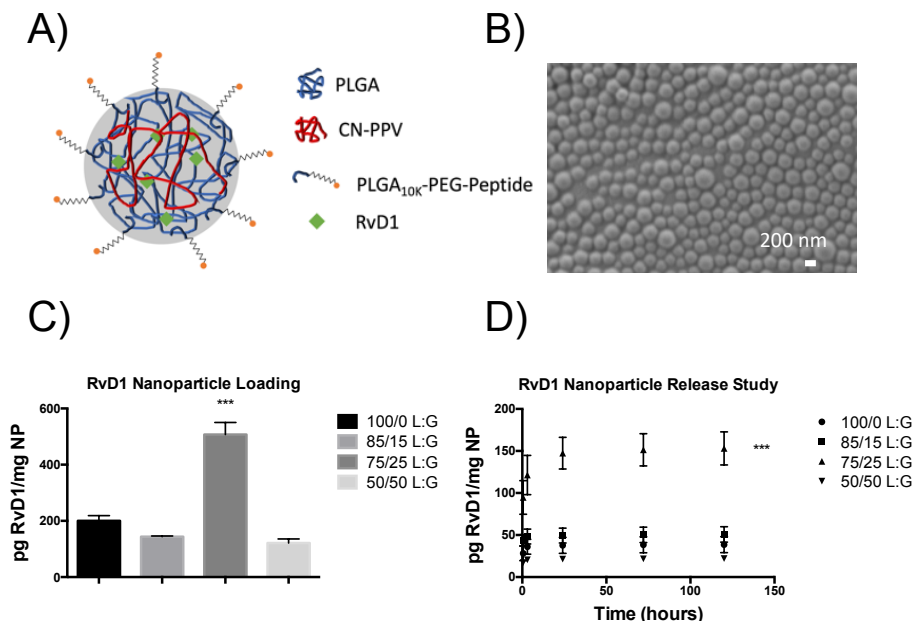 A)
PLGA
CN-PPV
PLGA10K-PEG-Peptide
RvD1
B)
200 nm
C)
RvD1 Nanoparticle Loading
***
600
400
200
0
pg RvD1/mg NP
100/0 L:G
85/15 L:G
75/25 L:G
50/50 L:G
D)
RvD1 Nanoparticle Release Study
200
150
100
50
0
pg RvD1/mg NP
***
0
50
100
150
Time (hours)
100/0 L:G
85/15 L:G
75/25 L:G
50/50 L:G